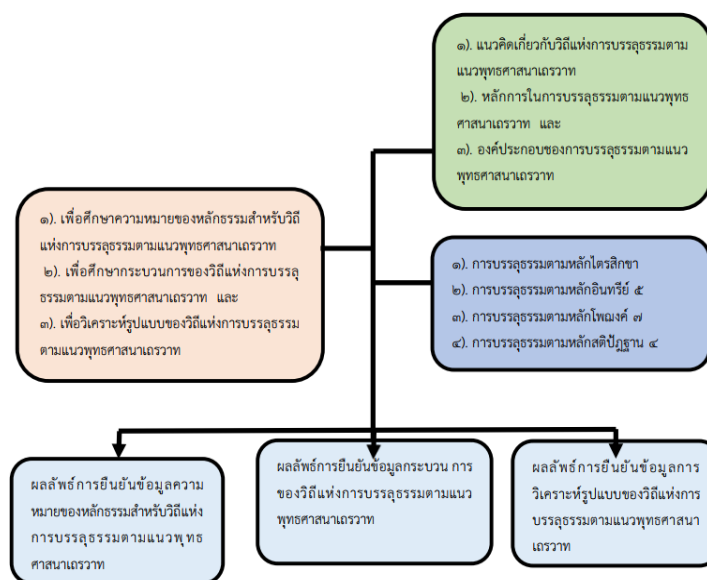 ๑). แนวคิดเกี่ยวกับวิถีแห่งการบรรลุธรรมตาม
แนวพุทธศาสนาเถรวาท
๒). หลักการในการบรรลุธรรมตามแนวพุทธ
ศาสนาเถรวาท และ
๓). องค์ประกอบของการบรรลุธรรมตามแนว
พุทธศาสนาเถรวาท
๑). เพื่อศึกษาความหมายของหลักธรรมสำหรับวิถี
แห่งการบรรลุธรรมตามแนวพุทธศาสนาเถรวาท
๒). เพื่อศึกษากระบวนการของวิถีแห่งการบรรลุ
ธรรมตามแนวพุทธศาสนาเถรวาท และ
๓). เพื่อวิเคราะห์รูปแบบของวิถีแห่งการบรรลุธรรม
ตามแนวพุทธศาสนาเถรวาท
๑). การบรรลุธรรมตามหลักไตรสิกขา
๒). การบรรลุธรรมตามหลักอินทรีย์ ๕
๓). การบรรลุธรรมตามหลักโพฌงค์ ๗
๔). การบรรลุธรรมตามหลักสติปัฏฐาน ๔
ผลลัพธ์การยืนยันข้อมูลความ
หมายของหลักธรรมสำหรับวิถีแห่ง
การบรรลุธรรมตามแนวพุทธ
ศาสนาเถรวาท
ผลลัพธ์การยืนยันข้อมูลกระบวน การ
ของวิถีแห่งการบรรลุธรรมตามแนว
พุทธศาสนาเถรวาท
ผลลัพธ์การยืนยันข้อมูลการ
วิเคราะห์รูปแบบของวิถีแห่งการ
บรรลุธรรมตามแนวพุทธศาสนา
เถรวาท